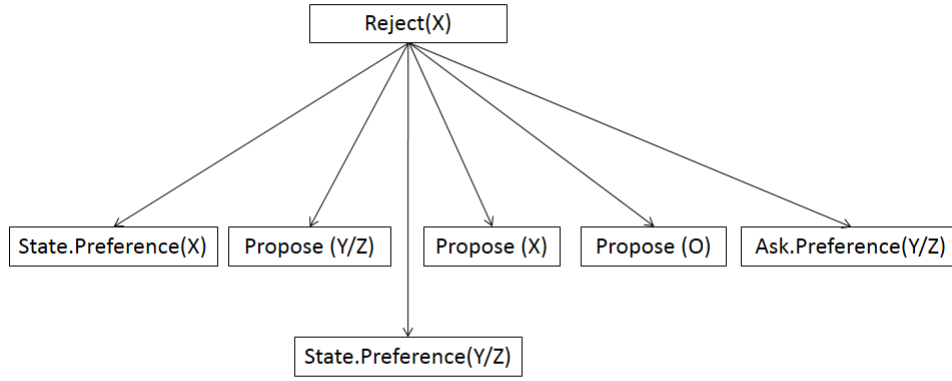 Reject(X)
State.Preference(X)
Propose (Y/Z)
Propose (X)
Propose (O)
Ask.Preference(Y/Z)
State.Preference(Y/Z)